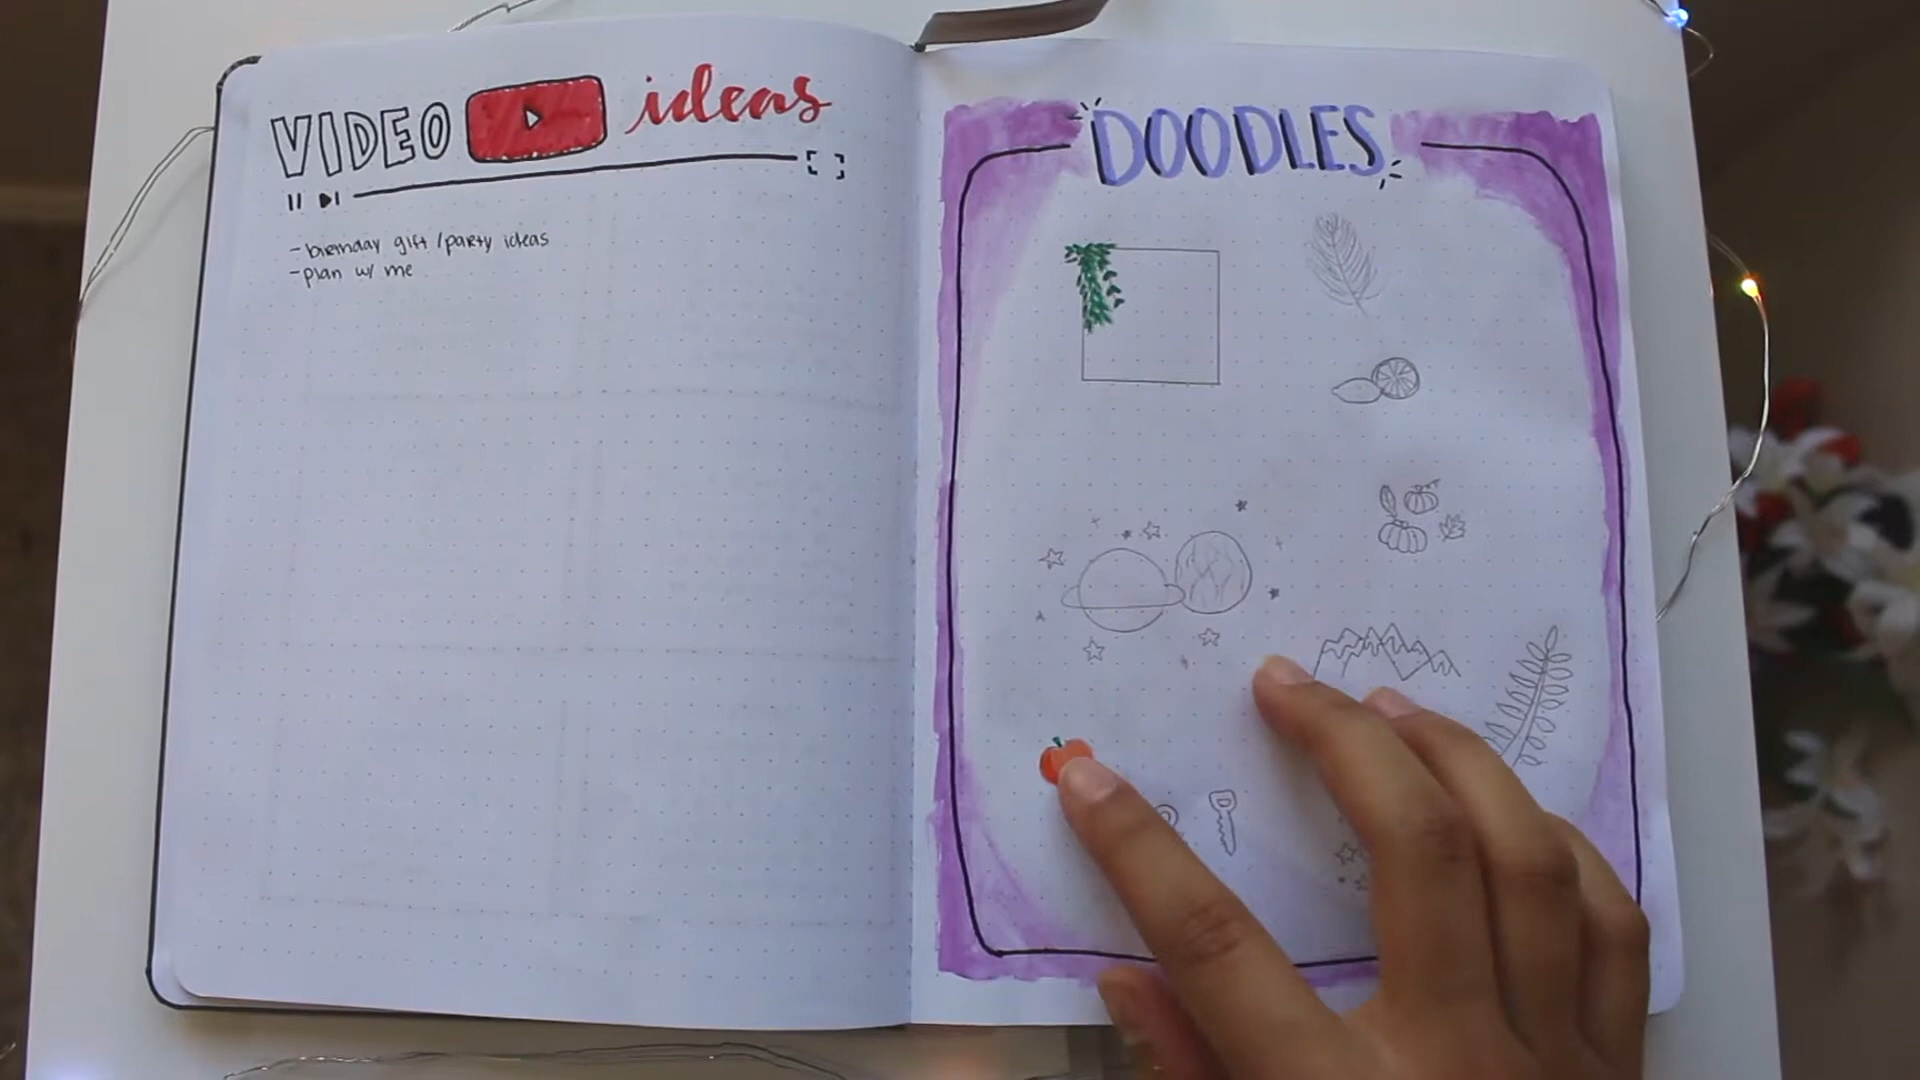 VIDEO ideas
- birthday gift / party ideas
- plan w/ me
DOODLES